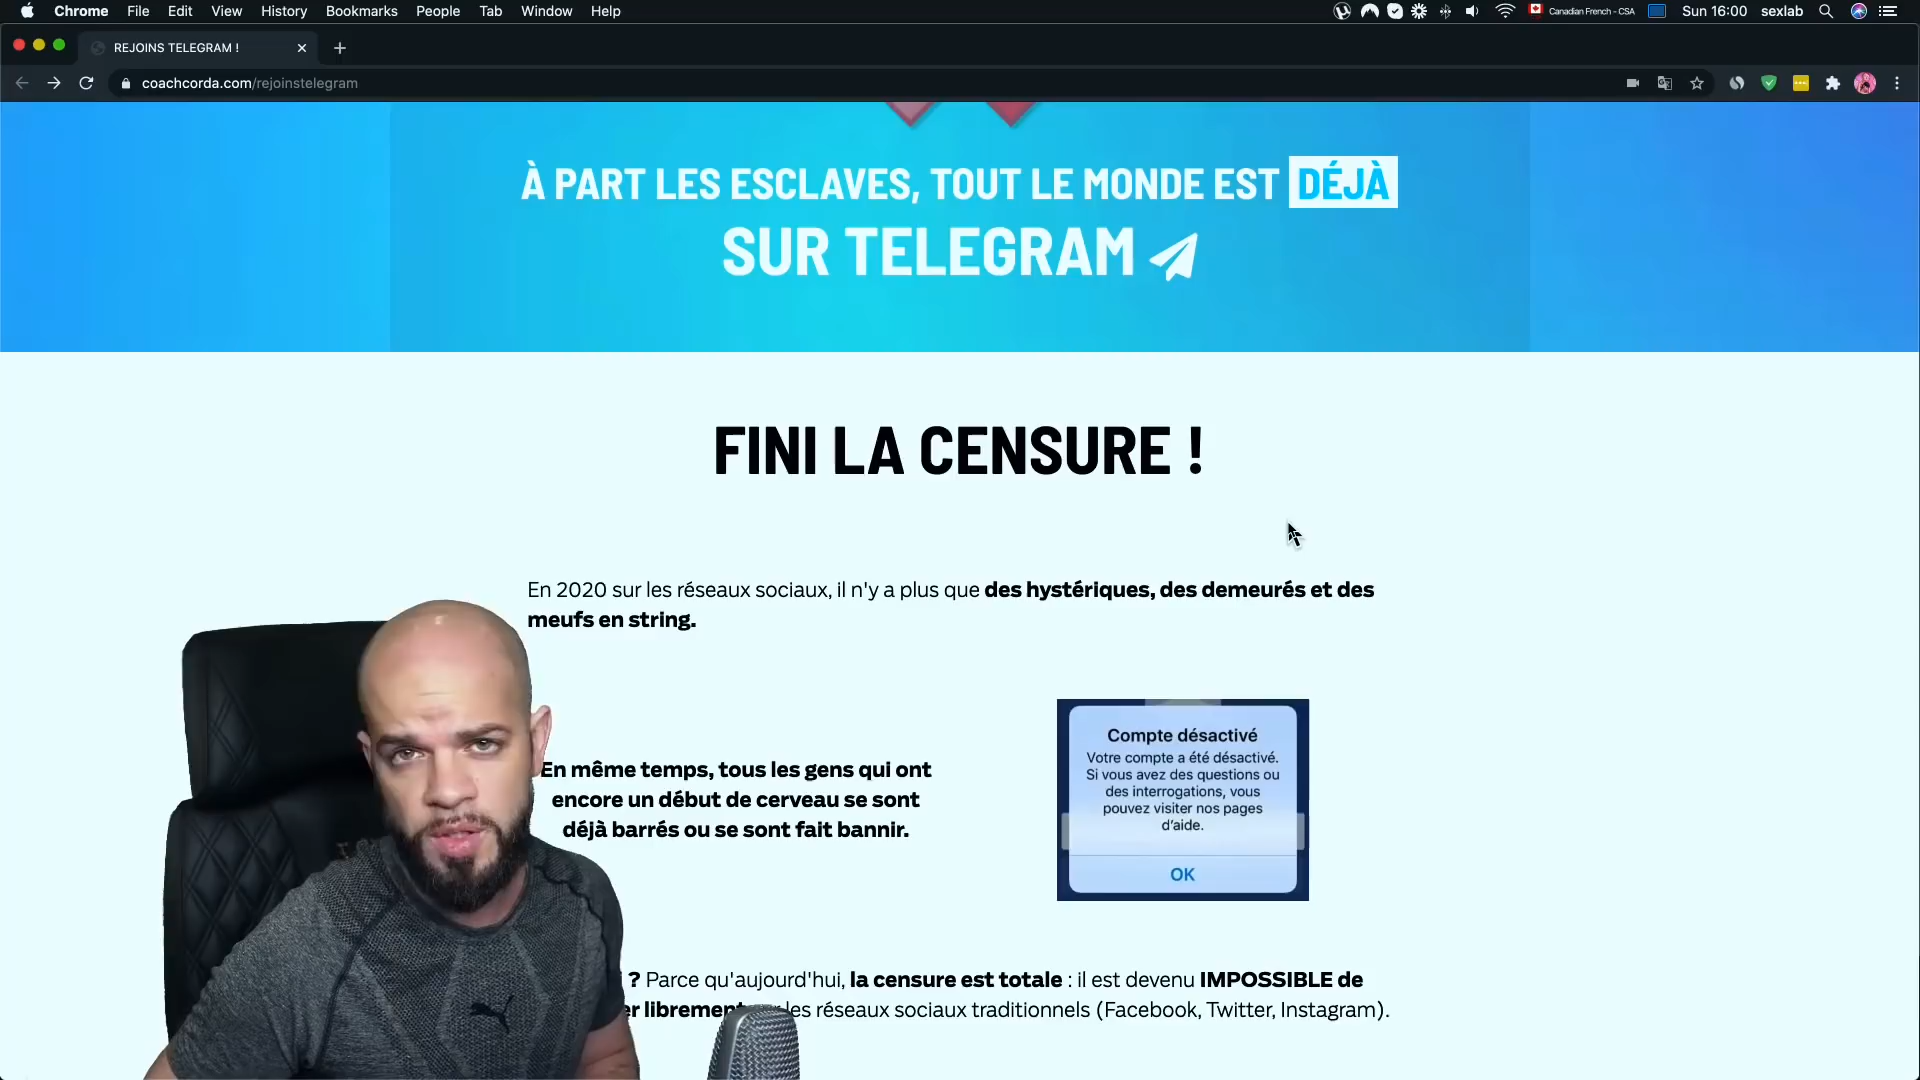 Chrome File Edit View History Bookmarks People Tab Window Help Canadian French - CSA Sun 16:00 sexlab
REJOINS TELEGRAM !
coachcorda.com/rejoinstelegram
À PART LES ESCLAVES, TOUT LE MONDE EST DÉJÀ
SUR TELEGRAM
FINI LA CENSURE !
En 2020 sur les réseaux sociaux, il n'y a plus que des hystériques, des demeurés et des
meufs en string.
En même temps, tous les gens qui ont
encore un début de cerveau se sont
déjà barrés ou se sont fait bannir.
Compte désactivé
Votre compte a été désactivé.
Si vous avez des questions ou
des interrogations, vous
pouvez visiter nos pages
d'aide.
OK
? Parce qu'aujourd'hui, la censure est totale : il est devenu IMPOSSIBLE de
librement les réseaux sociaux traditionnels (Facebook, Twitter, Instagram).